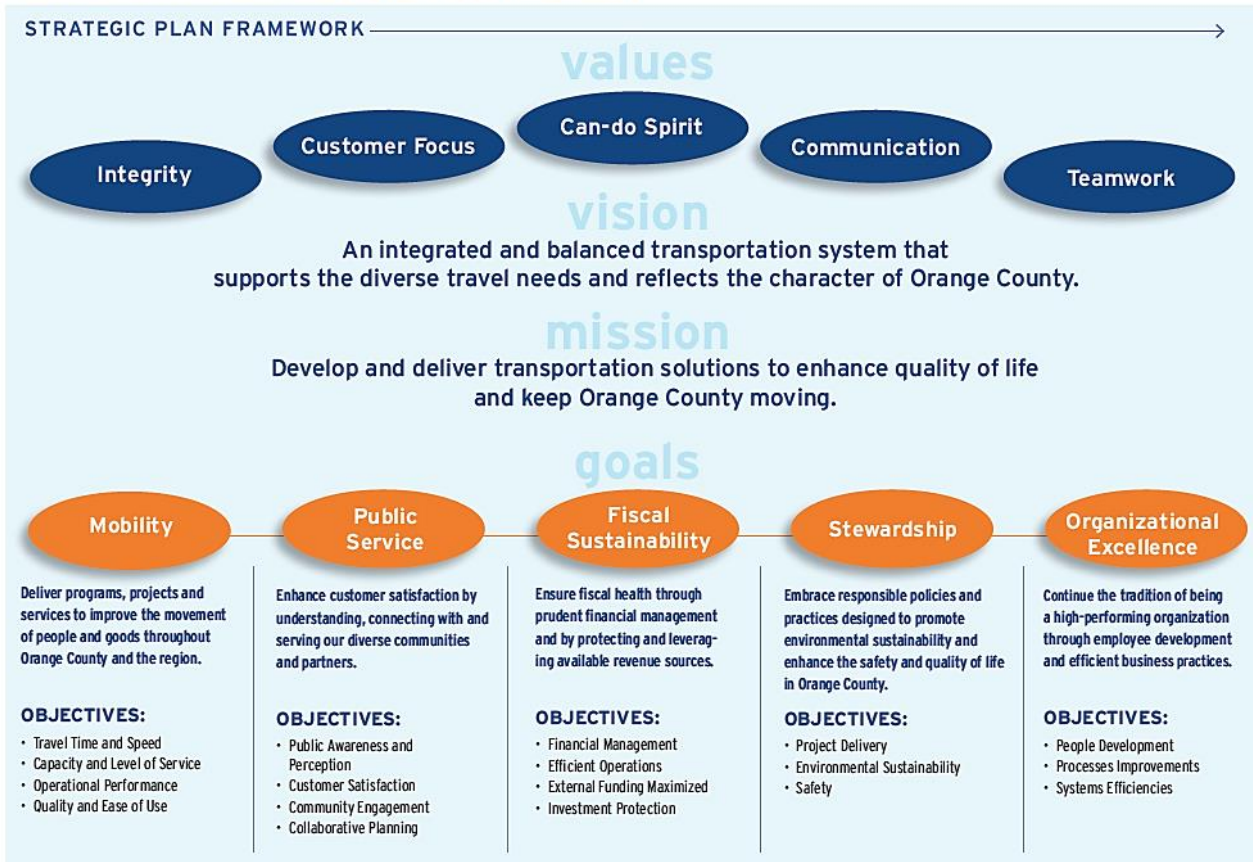 STRATEGIC PLAN FRAMEWORK
values
Integrity
Customer Focus
Can-do Spirit
Communication
Teamwork
vision
An integrated and balanced transportation system that
supports the diverse travel needs and reflects the character of Orange County.
mission
Develop and deliver transportation solutions to enhance quality of life
and keep Orange County moving.
goals
Mobility
Deliver programs, projects and
services to improve the movement
of people and goods throughout
Orange County and the region.
OBJECTIVES:
• Travel Time and Speed
• Capacity and Level of Service
• Operational Performance
• Quality and Ease of Use
Public
Service
Enhance customer satisfaction by
understanding, connecting with and
serving our diverse communities
and partners.
OBJECTIVES:
• Public Awareness and
Perception
• Customer Satisfaction
• Community Engagement
• Collaborative Planning
Fiscal
Sustainability
Ensure fiscal health through
prudent financial management
and by protecting and leverag-
ing available revenue sources.
OBJECTIVES:
• Financial Management
• Efficient Operations
• External Funding Maximized
• Investment Protection
Stewardship
Embrace responsible policies and
practices designed to promote
environmental sustainability and
enhance the safety and quality of life
in Orange County.
OBJECTIVES:
• Project Delivery
• Environmental Sustainability
• Safety
Organizational
Excellence
Continue the tradition of being
a high-performing organization
through employee development
and efficient business practices.
OBJECTIVES:
• People Development
• Processes Improvements
• Systems Efficiencies